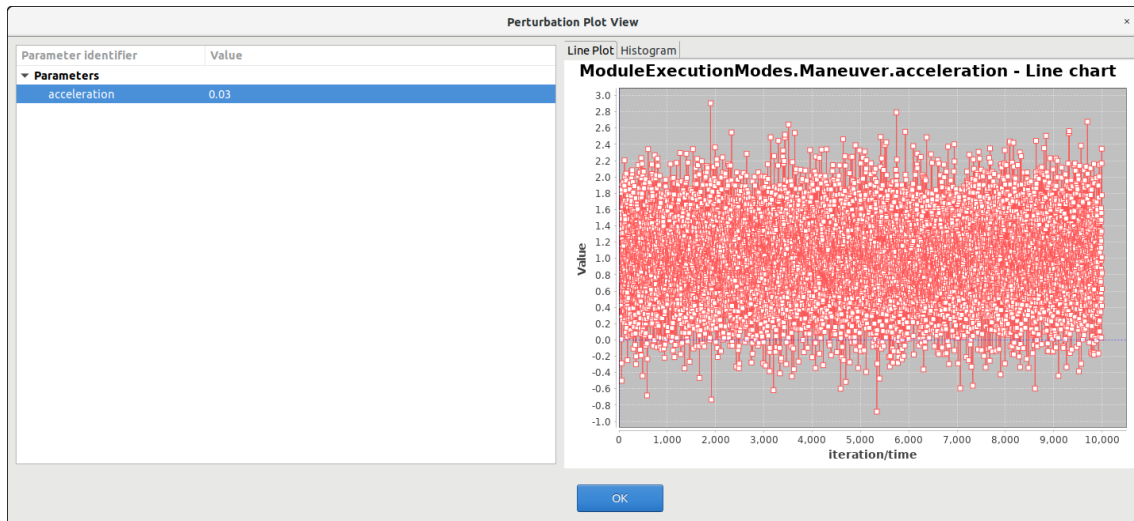 Perturbation Plot View
×
Parameter identifier Value
Parameters
acceleration 0.03
Line Plot Histogram
ModuleExecutionModes.Maneuver.acceleration - Line chart
3.0
2.8
2.6
2.4
2.2
2.0
1.8
1.6
1.4
1.2
1.0
0.8
0.6
0.4
0.2
0.0
-0.2
-0.4
-0.6
-0.8
-1.0
Value
0 1,000 2,000 3,000 4,000 5,000 6,000 7,000 8,000 9,000 10,000
iteration/time
OK